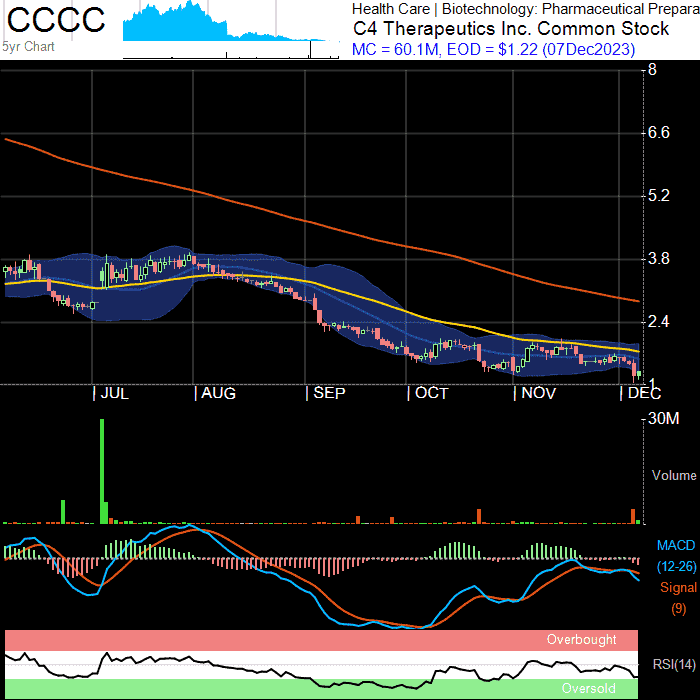 CCCC
5yr Chart
Health Care | Biotechnology: Pharmaceutical Prepara
C4 Therapeutics Inc. Common Stock
MC = 60.1M, EOD = $1.22 (07Dec2023)
8
6.6
5.2
3.8
2.4
1
| JUL | AUG | SEP | OCT | NOV | DEC
30M
Volume
MACD
(12-26)
Signal
(9)
Overbought
RSI(14)
Oversold